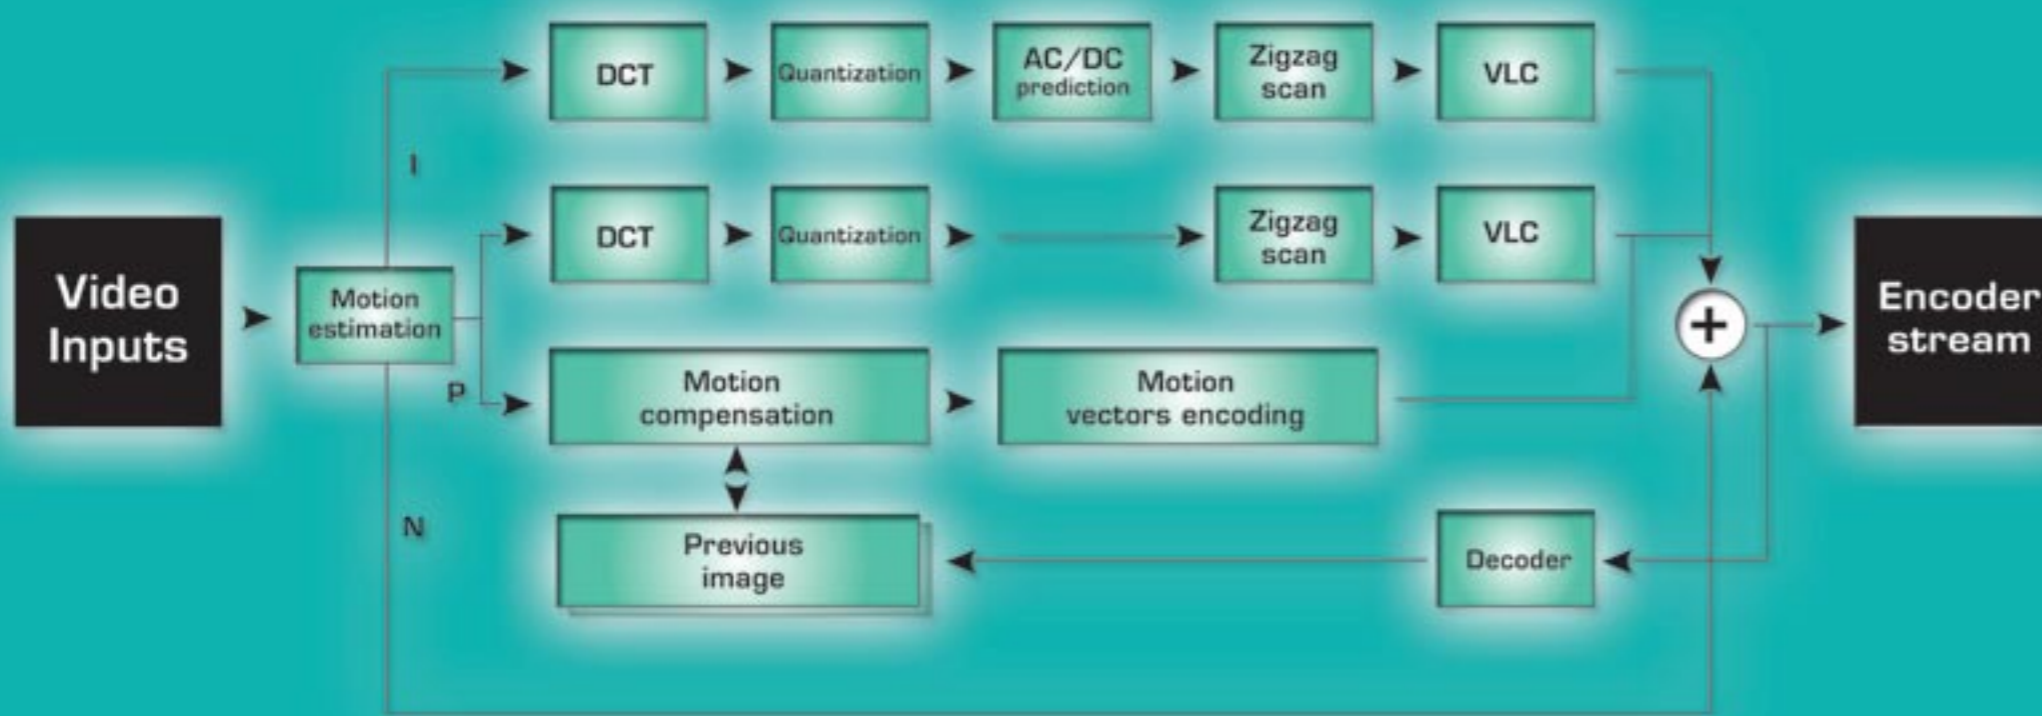 DCT
Quantization
AC/DC
prediction
Zigzag
scan
VLC
I
DCT
Quantization
Zigzag
scan
VLC
Video
Inputs
Motion
estimation
Encoder
stream
+
P
Motion
compensation
Motion
vectors encoding
N
Previous
image
Decoder